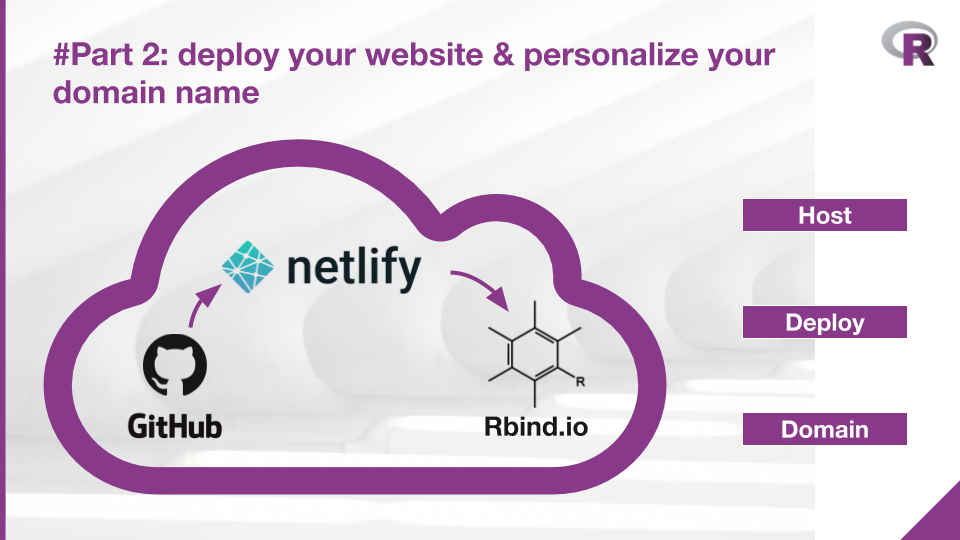 #Part 2: deploy your website & personalize your
domain name
R
Host
netlify
Deploy
R
GitHub
Rbind.io
Domain